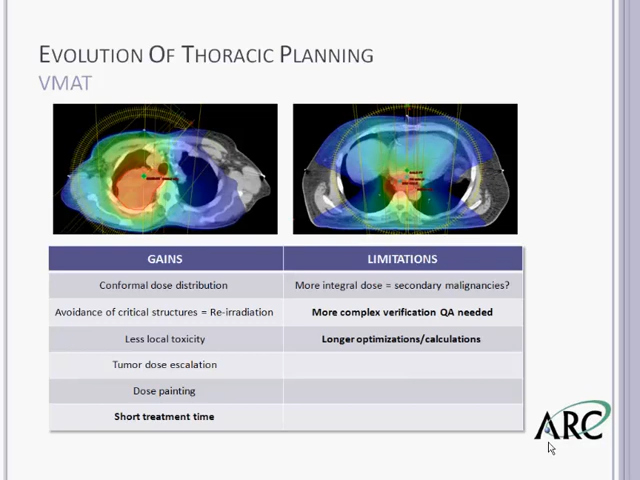 EVOLUTION OF THORACIC PLANNING
VMAT
GAINS LIMITATIONS
Conformal dose distribution More integral dose = secondary malignancies?
Avoidance of critical structures = Re-irradiation More complex verification QA needed
Less local toxicity Longer optimizations/calculations
Tumor dose escalation
Dose painting
Short treatment time
ARC